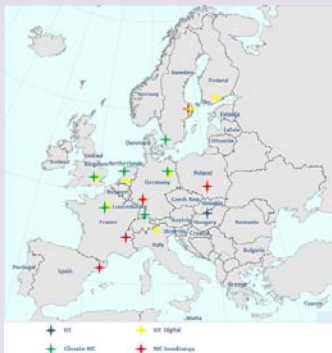 Sweden
Finland
Norway
Estonia
Latvia
Denmark
Lithuania
United
Kingdom
Ireland
Netherlands
Poland
Germany
Belgium
Luxembourg
Czech Rep.
France
Austria
Hungary
Romania
Slovenia
Croatia
Italy
Bulgaria
Portugal
Spain
Greece
Malta
Cyprus
EIT
EIT Digital
Climate-KIC
KIC InnoEnergy